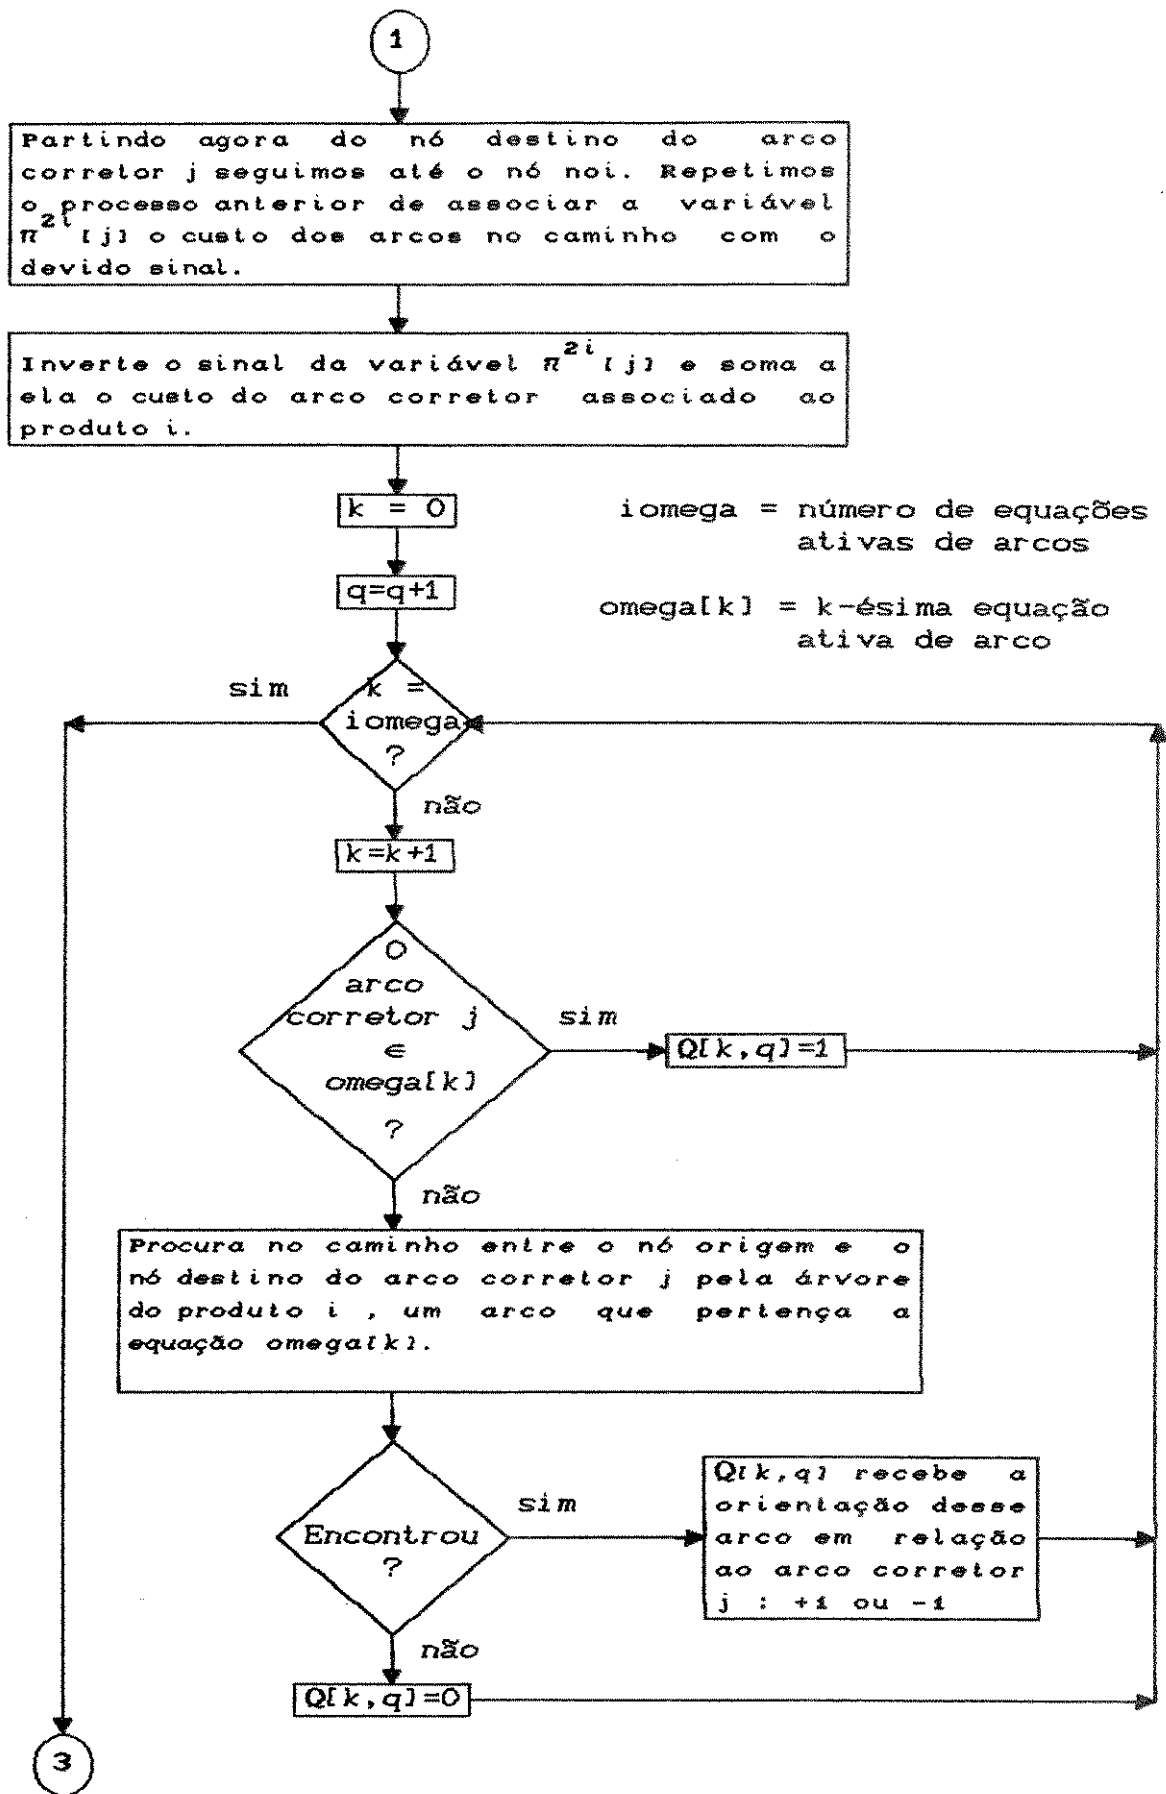 1
Partindo agora do nó destino do arco
corretor j seguimos até o nó noi. Repetimos
o processo anterior de associar a variável
π²ⁱ[j] o custo dos arcos no caminho com o
devido sinal.
Inverte o sinal da variável π²ⁱ[j] e soma a
ela o custo do arco corretor associado ao
produto i.
k = 0
iomega = número de equações
ativas de arcos
q=q+1
omega[k] = k-ésima equação
ativa de arco
sim
k =
iomega
?
não
k=k+1
O
arco
corretor j
∈
omega[k]
?
sim
Q[k,q]=1
não
Procura no caminho entre o nó origem e o
nó destino do arco corretor j pela árvore
do produto i , um arco que pertença a
equação omega[k].
Encontrou
?
sim
Q[k,q] recebe a
orientação desse
arco em relação
ao arco corretor
j : +1 ou -1
não
Q[k,q]=0
3